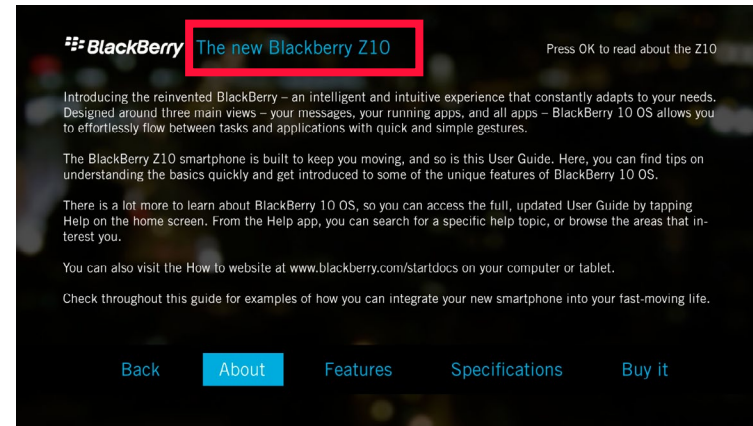 BlackBerry The new Blackberry Z10 Press OK to read about the Z10
Introducing the reinvented BlackBerry – an intelligent and intuitive experience that constantly adapts to your needs.
Designed around three main views – your messages, your running apps, and all apps – BlackBerry 10 OS allows you
to effortlessly flow between tasks and applications with quick and simple gestures.
The BlackBerry Z10 smartphone is built to keep you moving, and so is this User Guide. Here, you can find tips on
understanding the basics quickly and get introduced to some of the unique features of BlackBerry 10 OS.
There is a lot more to learn about BlackBerry 10 OS, so you can access the full, updated User Guide by tapping
Help on the home screen. From the Help app, you can search for a specific help topic, or browse the areas that in-
terest you.
You can also visit the How to website at www.blackberry.com/startdocs on your computer or tablet.
Check throughout this guide for examples of how you can integrate your new smartphone into your fast-moving life.
Back About Features Specifications Buy it